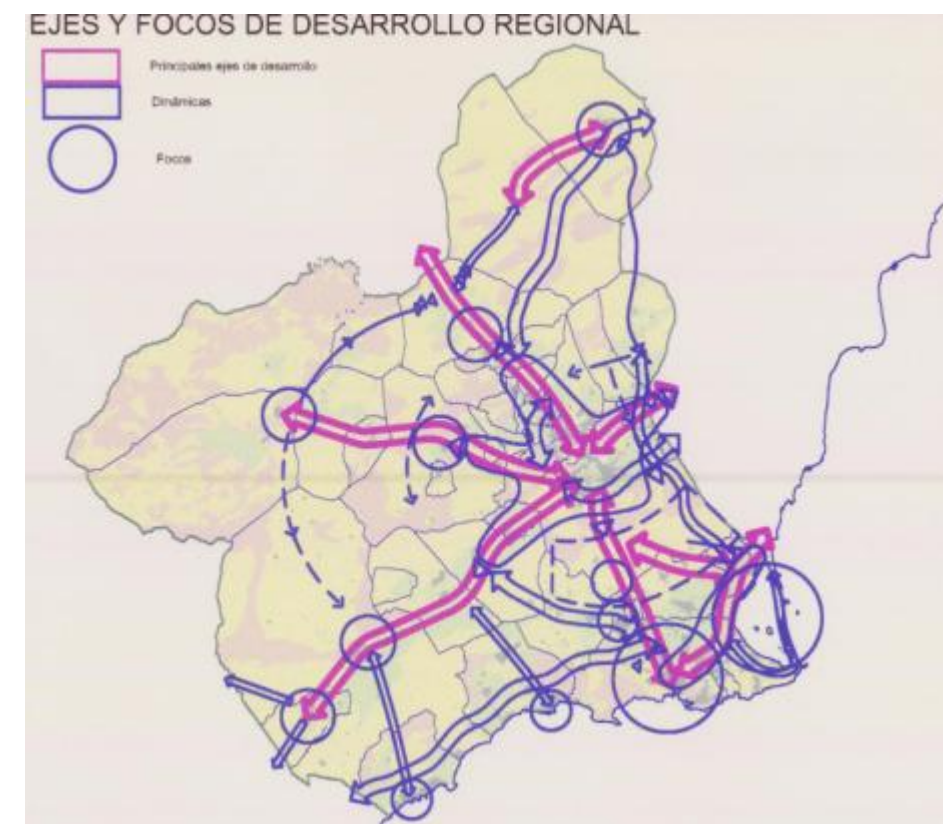 EJES Y FOCOS DE DESARROLLO REGIONAL
Principales ejes de desarrollo
Dinámicas
Focos